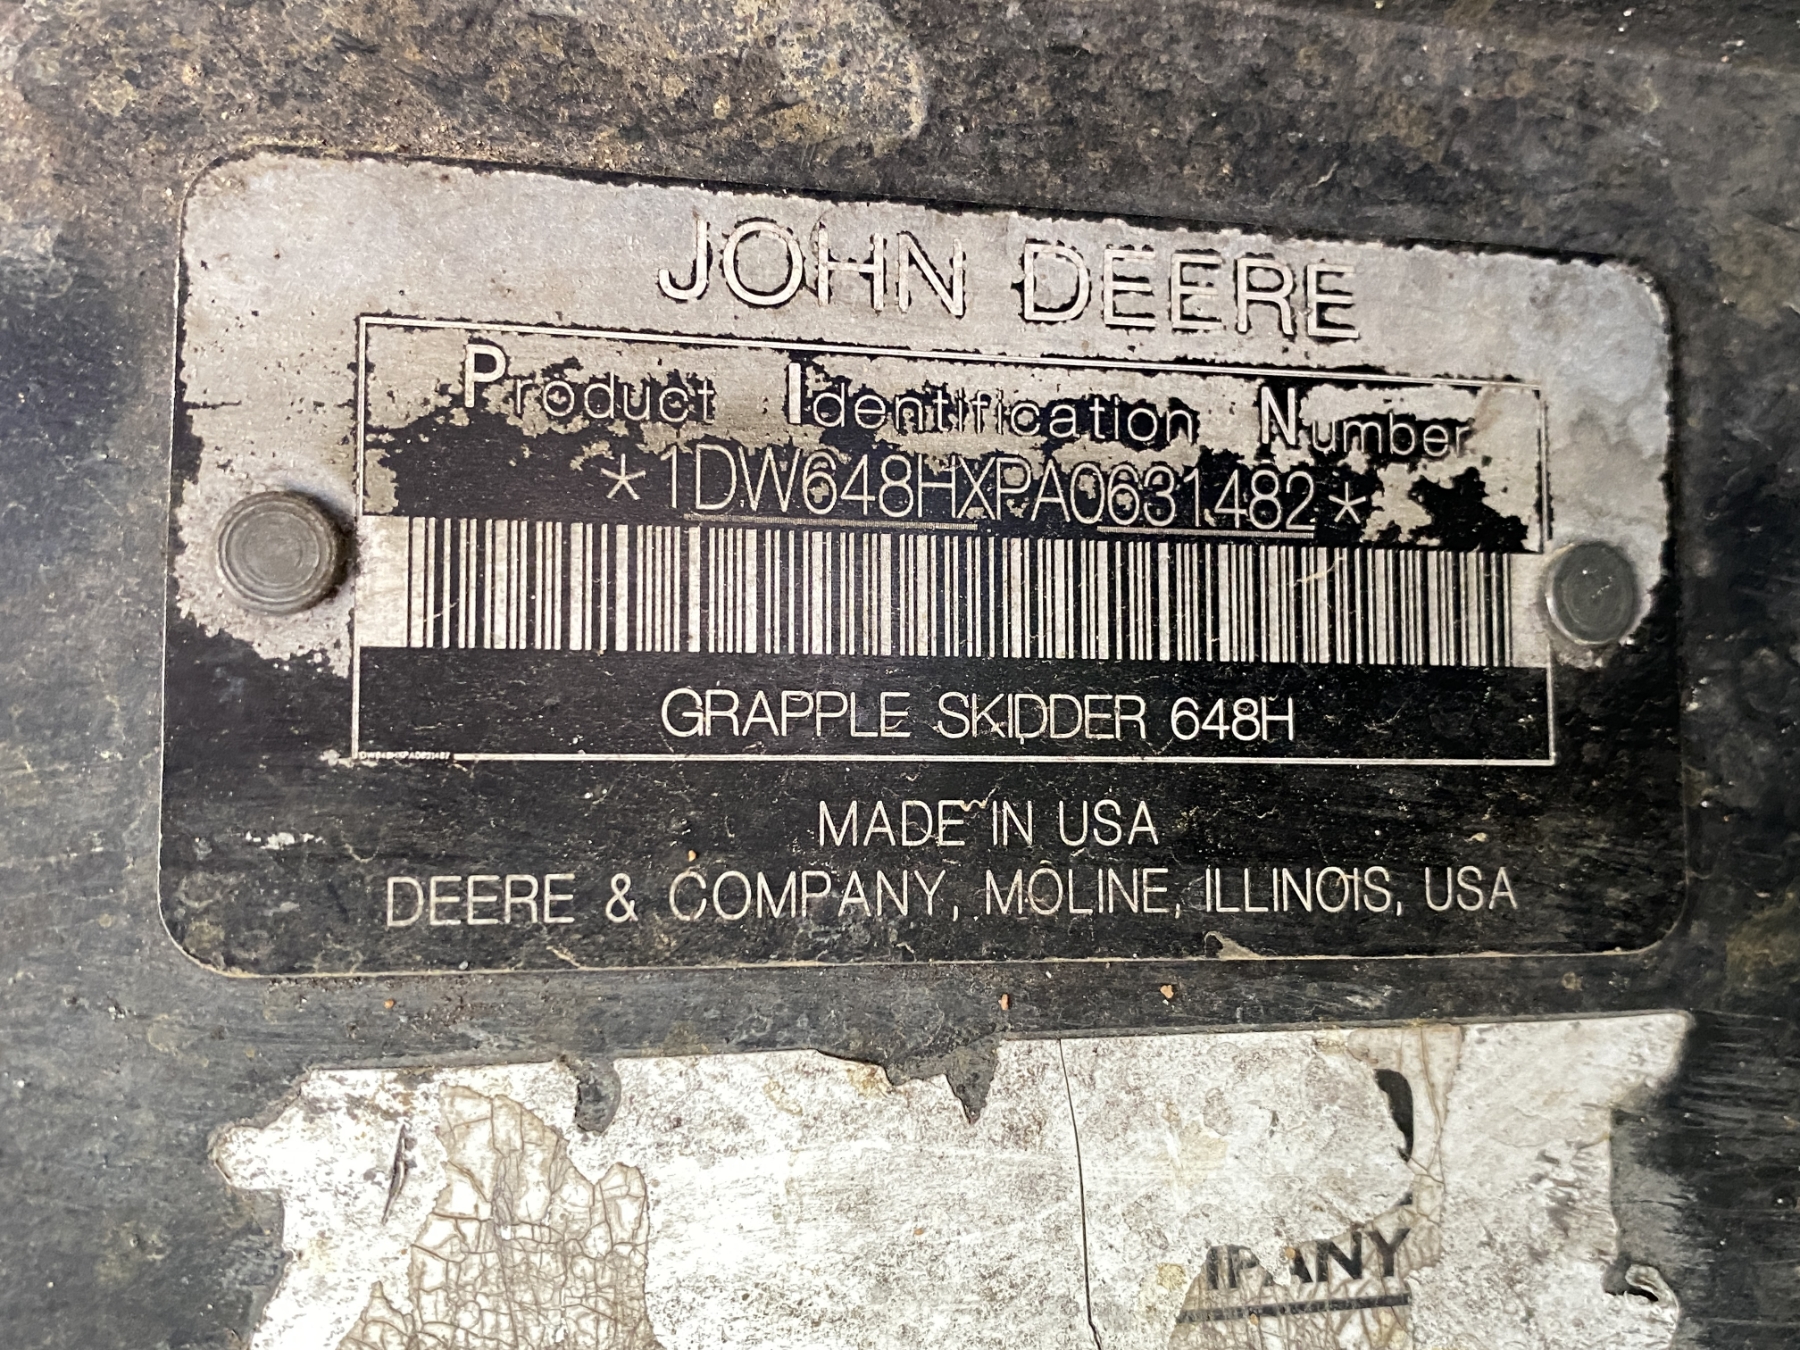 JOHN DEERE
Product Identification Number
*1DW648HXPA0631482*
GRAPPLE SKIDDER 648H
MADE IN USA
DEERE & COMPANY, MOLINE, ILLINOIS, USA